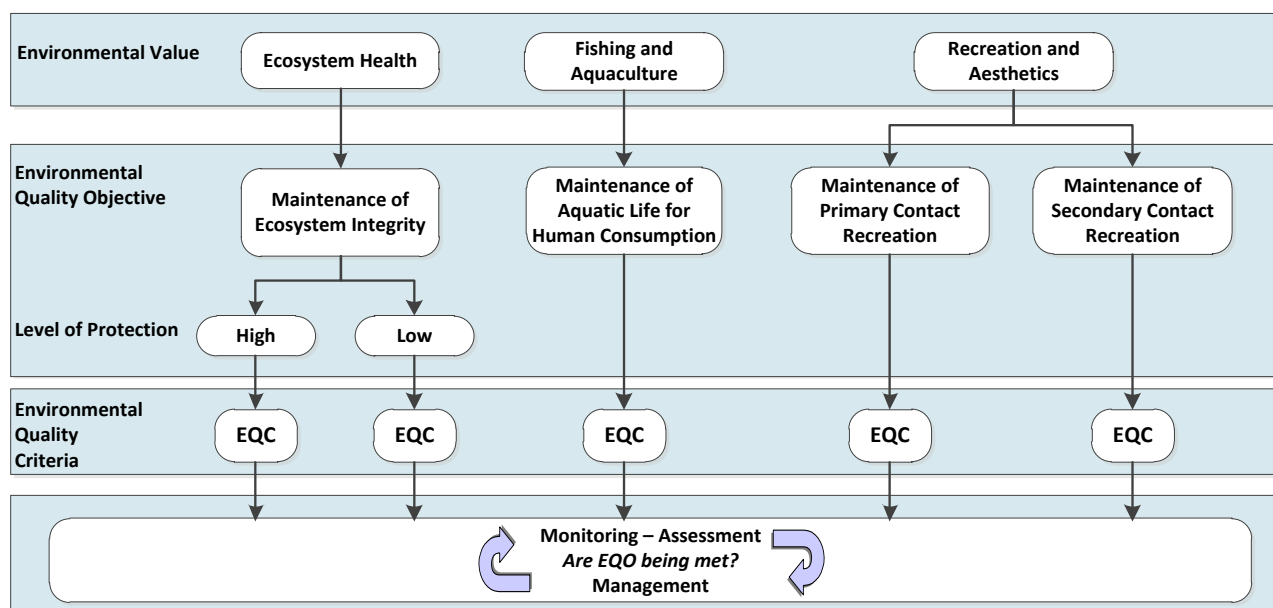 Environmental Value
Ecosystem Health
Fishing and
Aquaculture
Recreation and
Aesthetics
Environmental
Quality Objective
Maintenance of
Ecosystem Integrity
Maintenance of
Aquatic Life for
Human Consumption
Maintenance of
Primary Contact
Recreation
Maintenance of
Secondary Contact
Recreation
Level of Protection
High
Low
Environmental
Quality
Criteria
EQC
EQC
EQC
EQC
EQC
Monitoring – Assessment
Are EQO being met?
Management